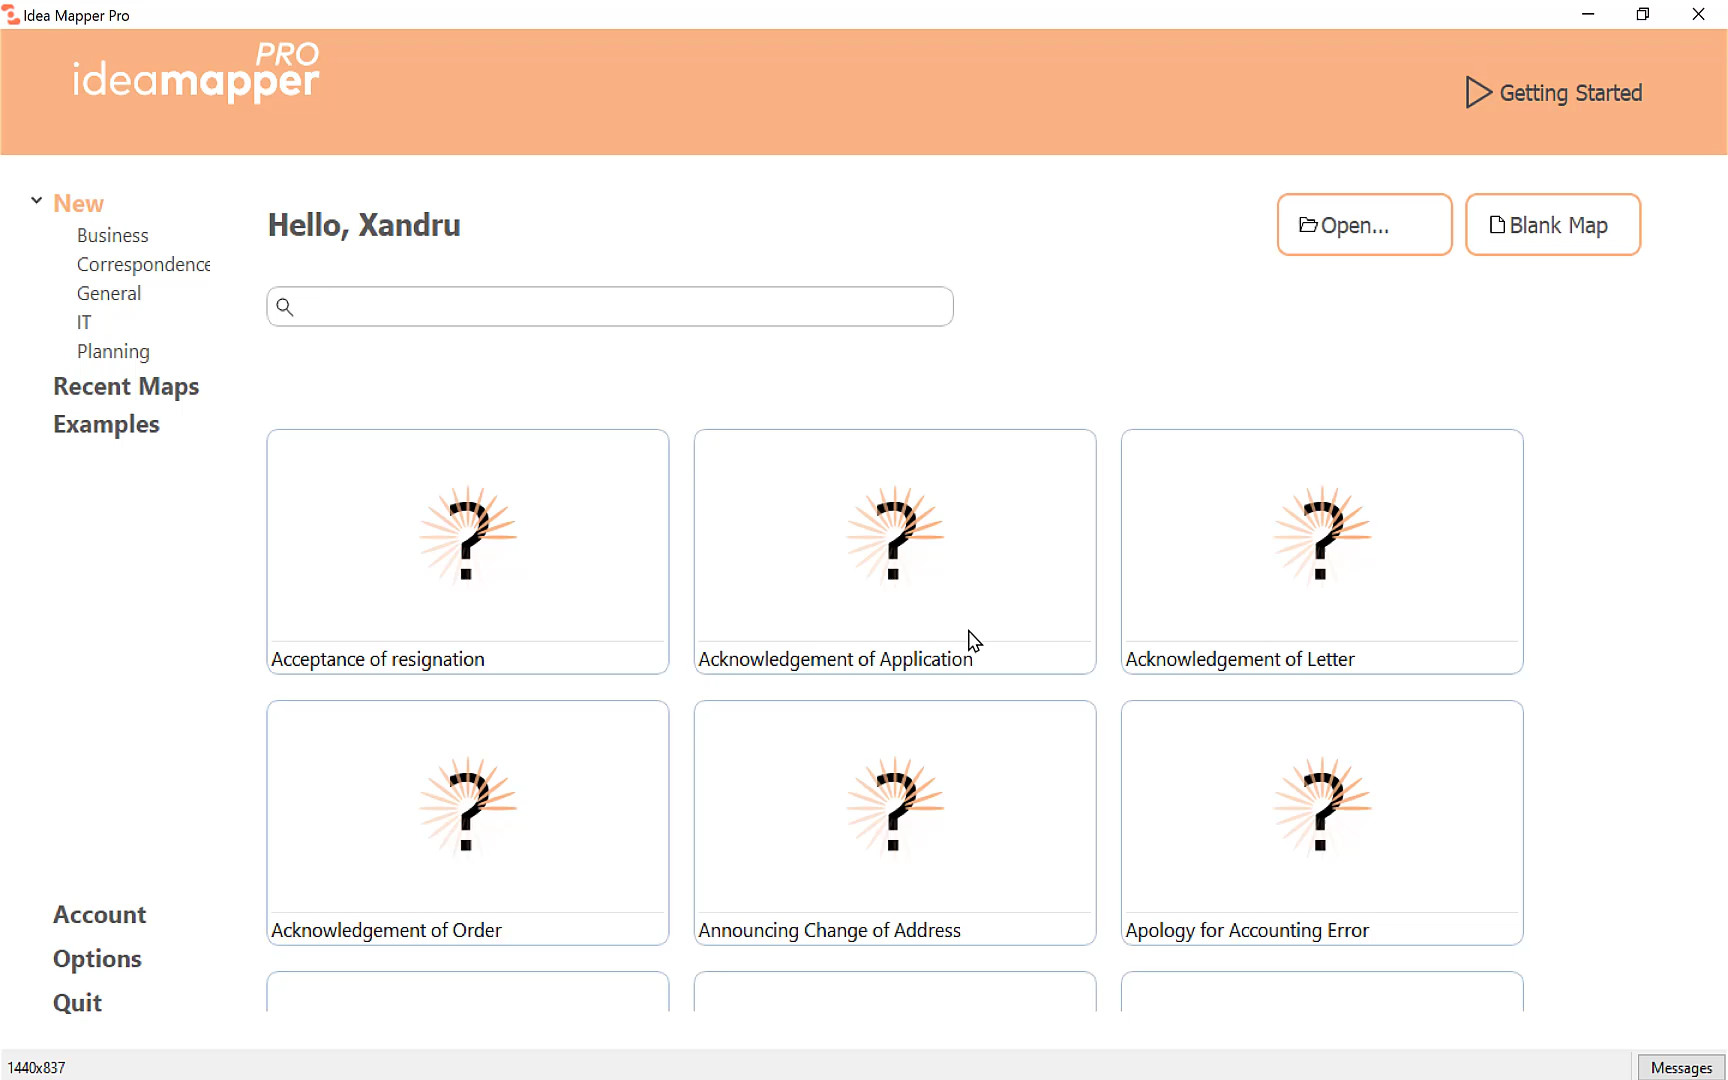 Idea Mapper Pro
PRO
ideamapper
Getting Started
New
Business
Correspondence
General
IT
Planning
Recent Maps
Examples
Hello, Xandru
Open...
Blank Map
Acceptance of resignation
Acknowledgement of Application
Acknowledgement of Letter
Acknowledgement of Order
Announcing Change of Address
Apology for Accounting Error
Account
Options
Quit
1440x837
Messages